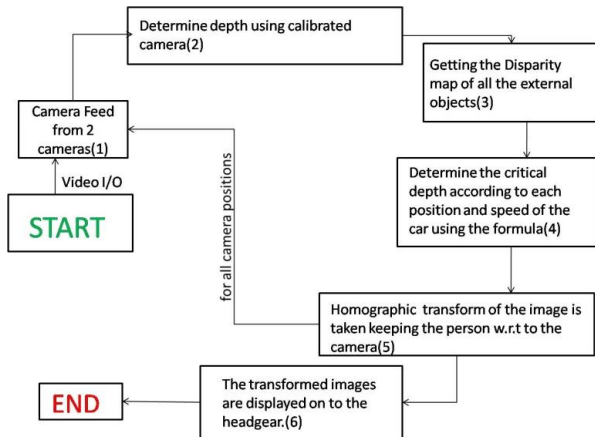 Determine depth using calibrated
camera(2)
Getting the Disparity
map of all the external
objects(3)
Camera Feed
from 2
cameras(1)
Video I/O
START
Determine the critical
depth according to each
position and speed of the
car using the formula(4)
for all camera positions
Homographic transform of the image is
taken keeping the person w.r.t to the
camera(5)
The transformed images
are displayed on to the
headgear.(6)
END